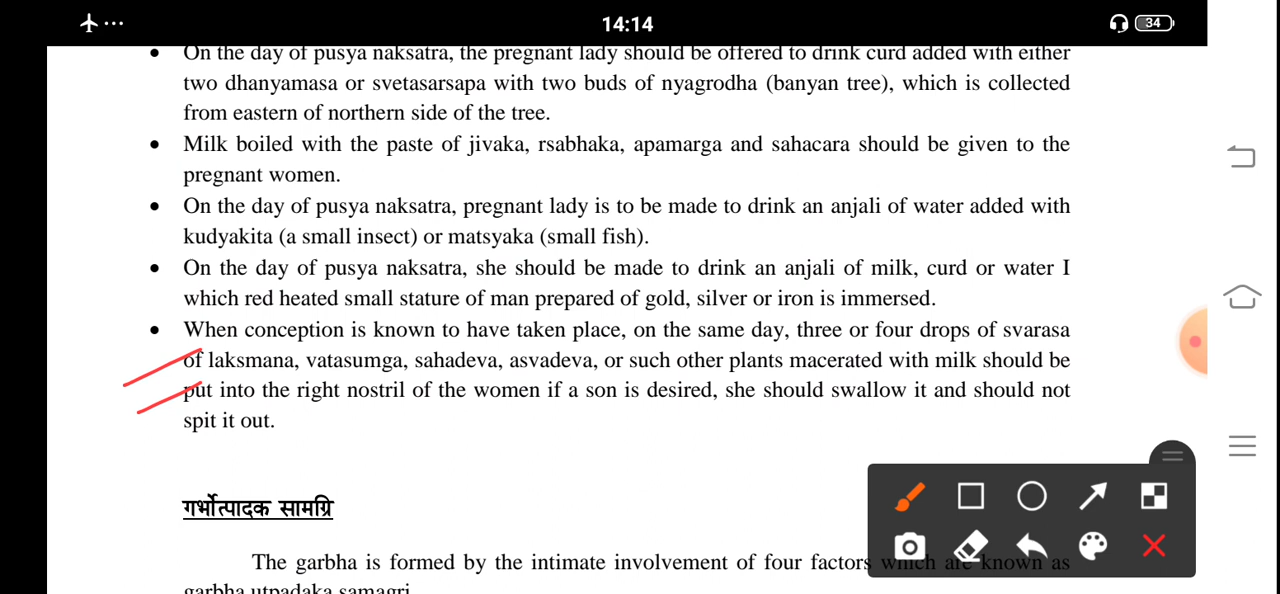 14:14
34
On the day of pusya naksatra, the pregnant lady should be offered to drink curd added with either
two dhanyamasa or svetasarsapa with two buds of nyagrodha (banyan tree), which is collected
from eastern of northern side of the tree.
Milk boiled with the paste of jivaka, rsabhaka, apamarga and sahacara should be given to the
pregnant women.
On the day of pusya naksatra, pregnant lady is to be made to drink an anjali of water added with
kudyakita (a small insect) or matsyaka (small fish).
On the day of pusya naksatra, she should be made to drink an anjali of milk, curd or water I
which red heated small stature of man prepared of gold, silver or iron is immersed.
When conception is known to have taken place, on the same day, three or four drops of svarasa
of laksmana, vatasumga, sahadeva, asvadeva, or such other plants macerated with milk should be
put into the right nostril of the women if a son is desired, she should swallow it and should not
spit it out.
गर्भोत्पादक सामग्रि
The garbha is formed by the intimate involvement of four factors which are known as
garbha utpadaka samagri